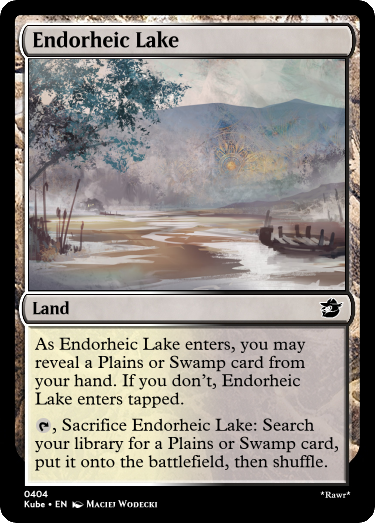 Endorheic Lake
Land
As Endorheic Lake enters, you may
reveal a Plains or Swamp card from
your hand. If you don't, Endorheic
Lake enters tapped.
, Sacrifice Endorheic Lake: Search
your library for a Plains or Swamp card,
put it onto the battlefield, then shuffle.
0404
*Rawr*
Kube • EN Maciej Wodecki